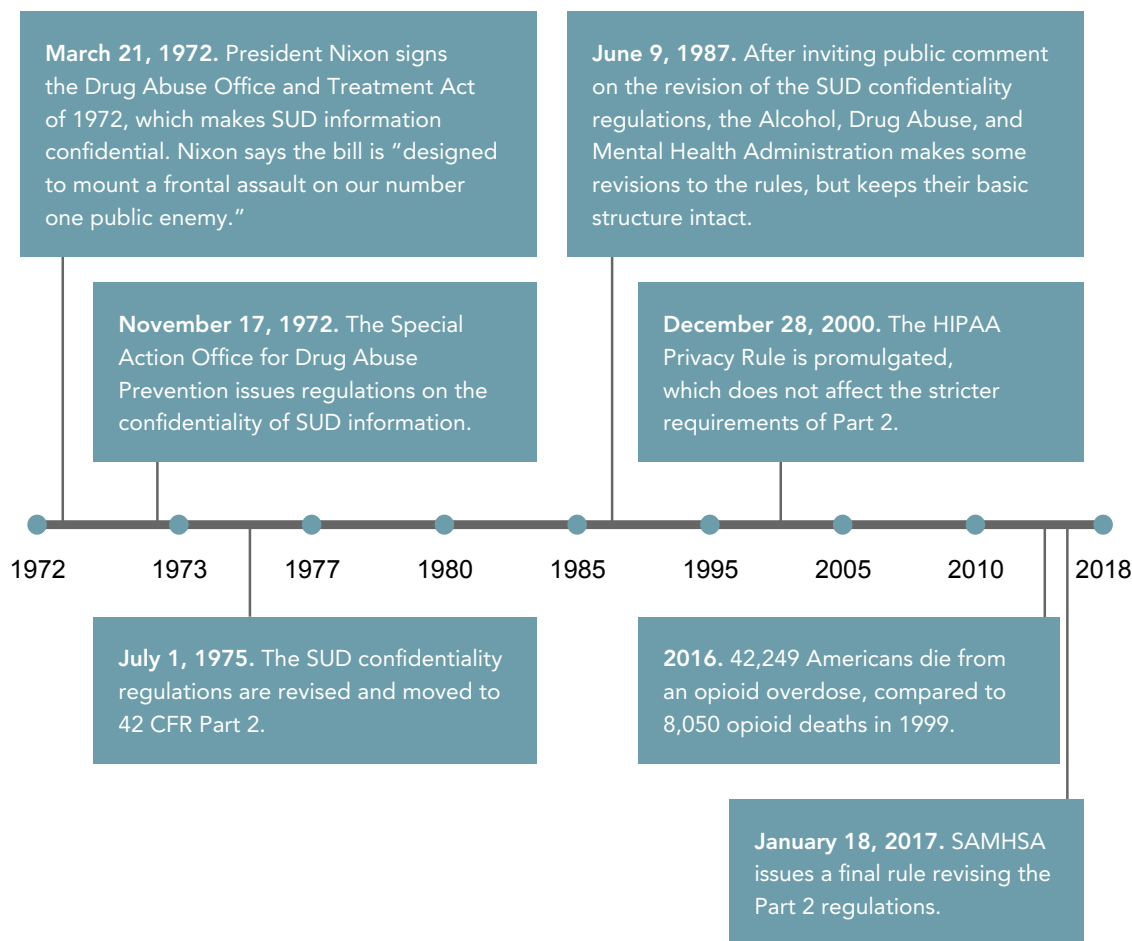 March 21, 1972. President Nixon signs
the Drug Abuse Office and Treatment Act
of 1972, which makes SUD information
confidential. Nixon says the bill is “designed
to mount a frontal assault on our number
one public enemy.”
June 9, 1987. After inviting public comment
on the revision of the SUD confidentiality
regulations, the Alcohol, Drug Abuse, and
Mental Health Administration makes some
revisions to the rules, but keeps their basic
structure intact.
November 17, 1972. The Special
Action Office for Drug Abuse
Prevention issues regulations on the
confidentiality of SUD information.
December 28, 2000. The HIPAA
Privacy Rule is promulgated,
which does not affect the stricter
requirements of Part 2.
1972 1973 1977 1980 1985 1995 2005 2010 2018
July 1, 1975. The SUD confidentiality
regulations are revised and moved to
42 CFR Part 2.
2016. 42,249 Americans die from
an opioid overdose, compared to
8,050 opioid deaths in 1999.
January 18, 2017. SAMHSA
issues a final rule revising the
Part 2 regulations.